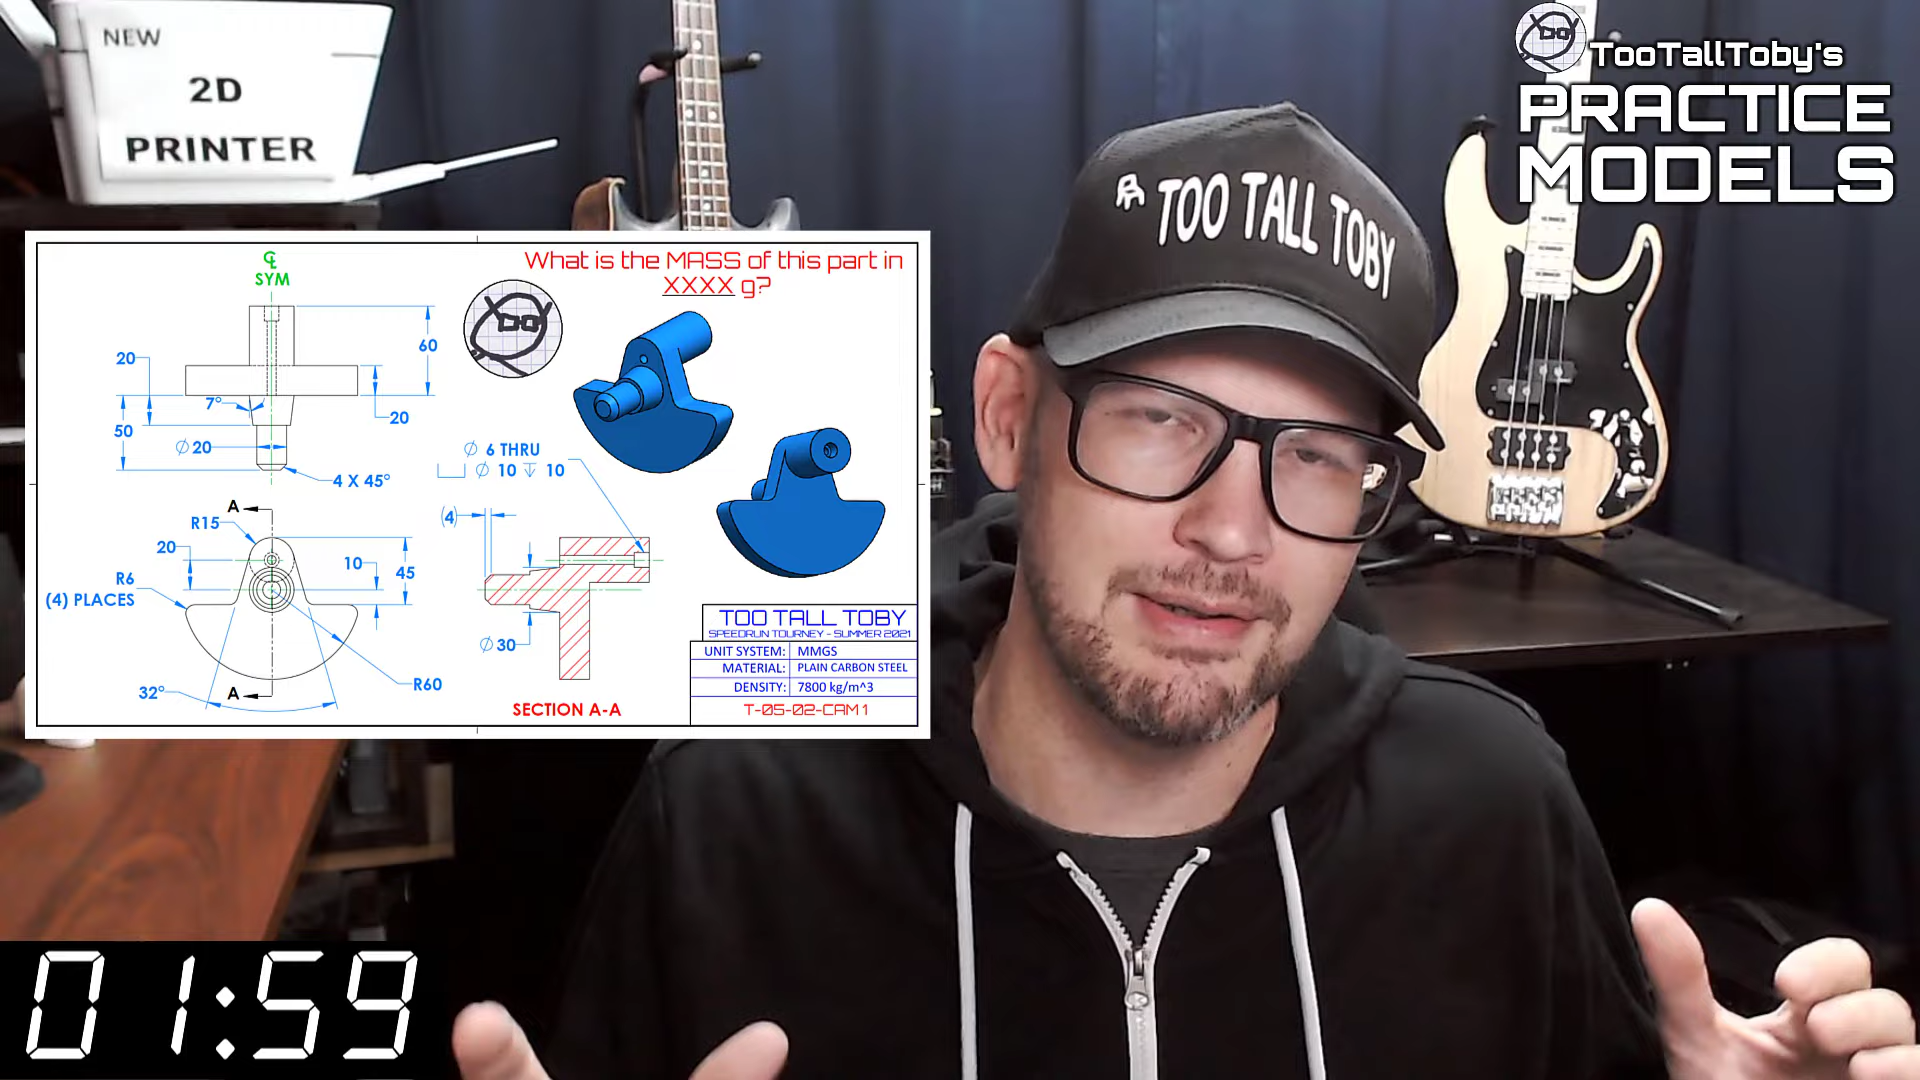 NEW
2D
PRINTER
TooTallToby's
PRACTICE
MODELS
TOO TALL TOBY
℄
SYM
What is the MASS of this part in
XXXX g?
20
60
7°
20
50
∅ 20
4 X 45°
∅ 6 THRU
⌴ ∅ 10 ↧ 10
A
R15
(4)
20
10
45
R6
(4) PLACES
∅ 30
32°
A
R60
SECTION A-A
TOO TALL TOBY
SPEEDRUN TOURNEY - SUMMER 2021
UNIT SYSTEM: MMGS
MATERIAL: PLAIN CARBON STEEL
DENSITY: 7800 kg/m^3
T-05-02-CAM 1
01:59